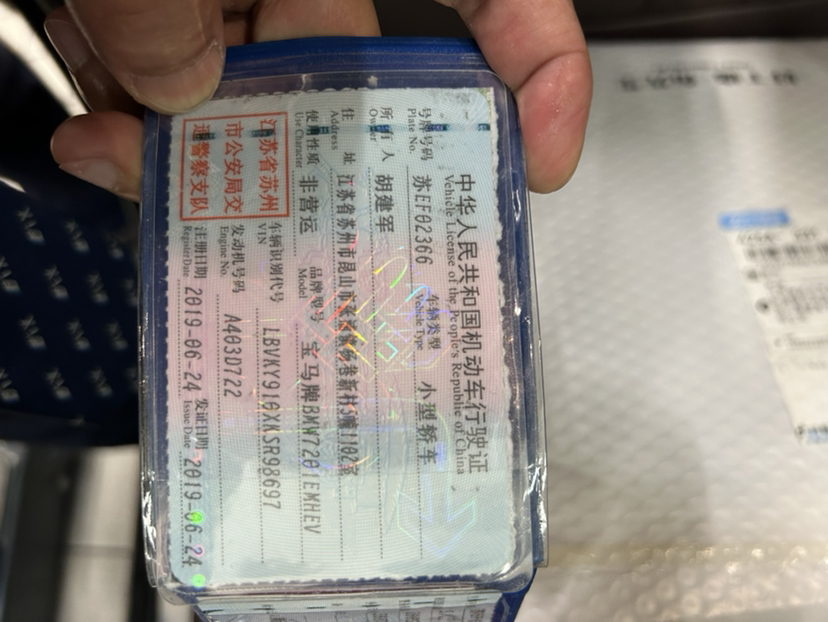 中华人民共和国机动车行驶证
Vehicle License of the People's Republic of China
号牌号码 苏EF02366 车辆类型 小型轿车
Plate No. Vehicle Type
所有人 胡建军
Owner
住址 江苏省苏州市昆山市
Address
使用性质 非营运 品牌型号 宝马牌BMW7201EMHEV
Use Character Model
江苏省苏州
市公安局交
通警察支队
车辆识别代号 LBVKY910XKSR98697
VIN
发动机号码 A403D722
Engine No.
注册日期 2019-06-24 发证日期 2019-06-24
Register Date Issue Date